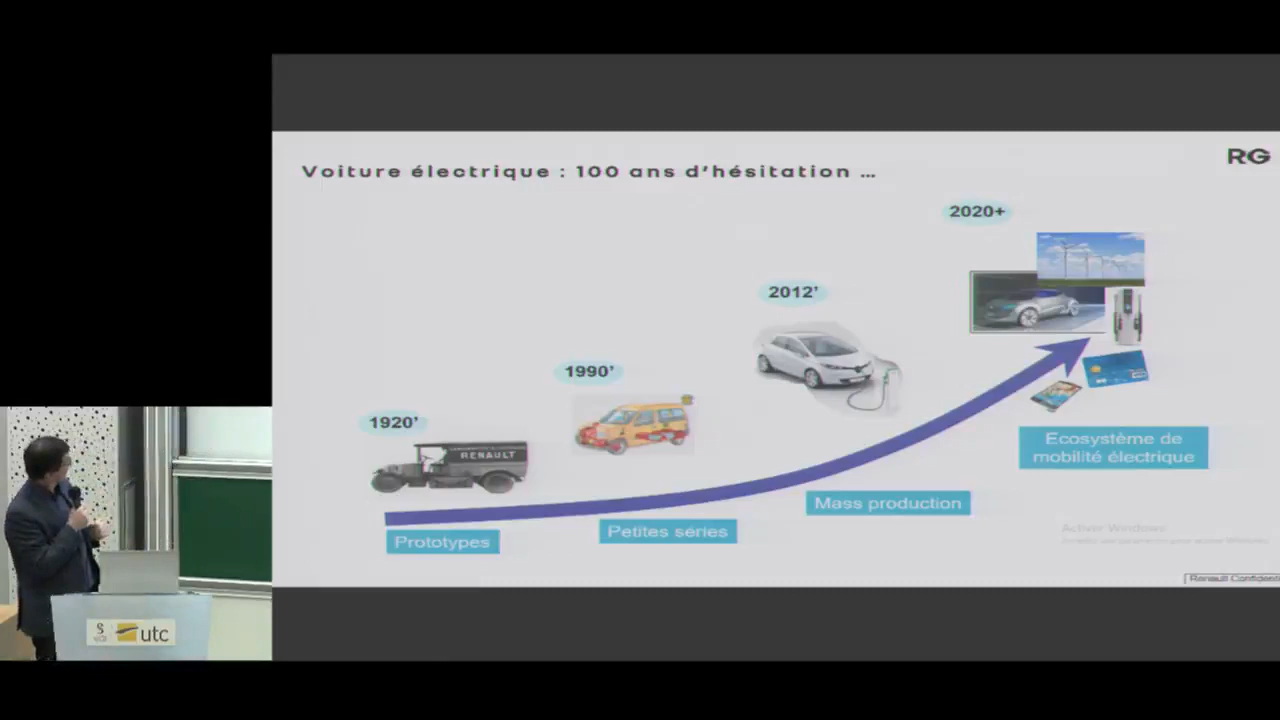 Voiture électrique : 100 ans d'hésitation ...
RG
2020+
2012'
1990'
1920'
RENAULT
Ecosystème de
mobilité électrique
Mass production
Petites séries
Prototypes
Activer Windows
Renault Confidenti
utc